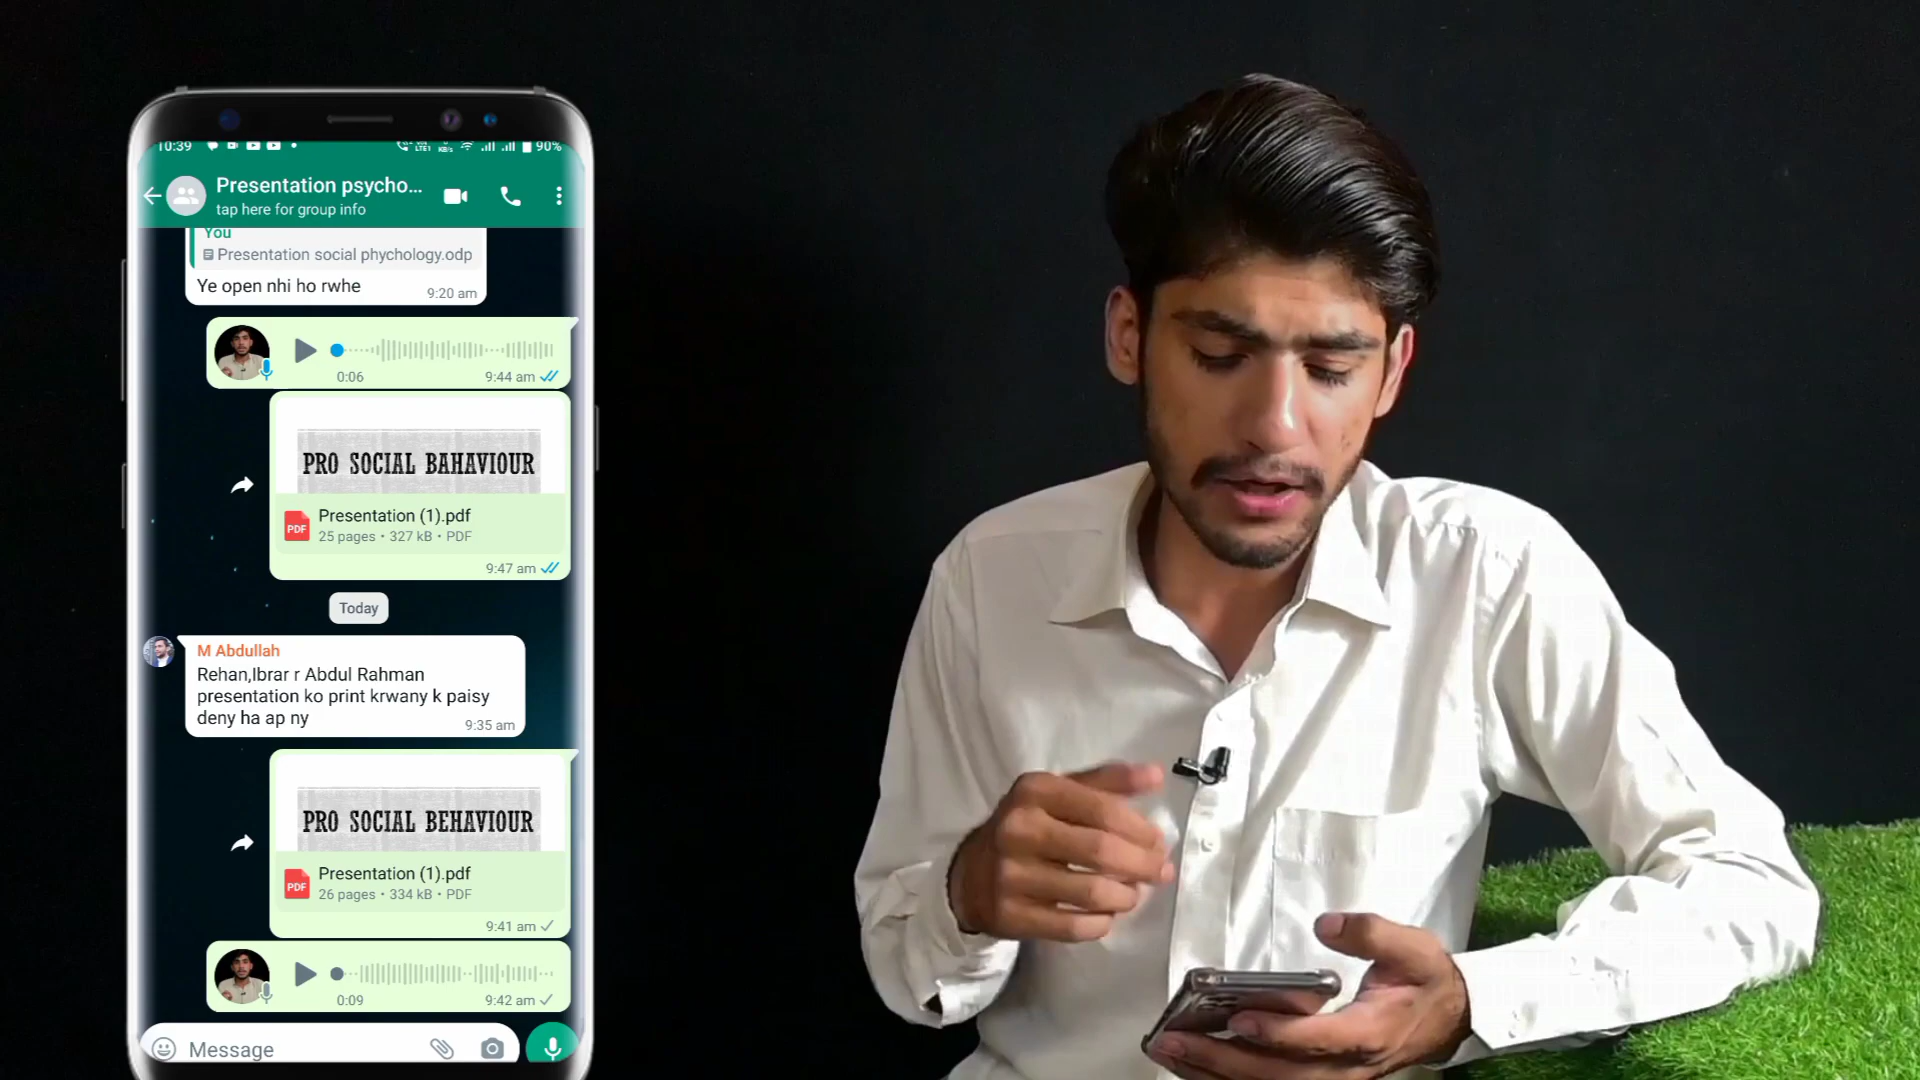 10:39
LTE1
KB/s
90%
Presentation psycho...
tap here for group info
You
Presentation social phychology.odp
Ye open nhi ho rwhe
9:20 am
0:06
9:44 am
PRO SOCIAL BAHAVIOUR
PDF
Presentation (1).pdf
25 pages • 327 kB • PDF
9:47 am
Today
M Abdullah
Rehan,Ibrar r Abdul Rahman
presentation ko print krwany k paisy
deny ha ap ny
9:35 am
PRO SOCIAL BEHAVIOUR
PDF
Presentation (1).pdf
26 pages • 334 kB • PDF
9:41 am
0:09
9:42 am
Message